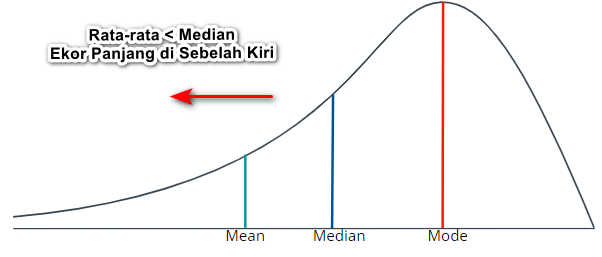 Rata-rata < Median
Ekor Panjang di Sebelah Kiri
Mean Median Mode